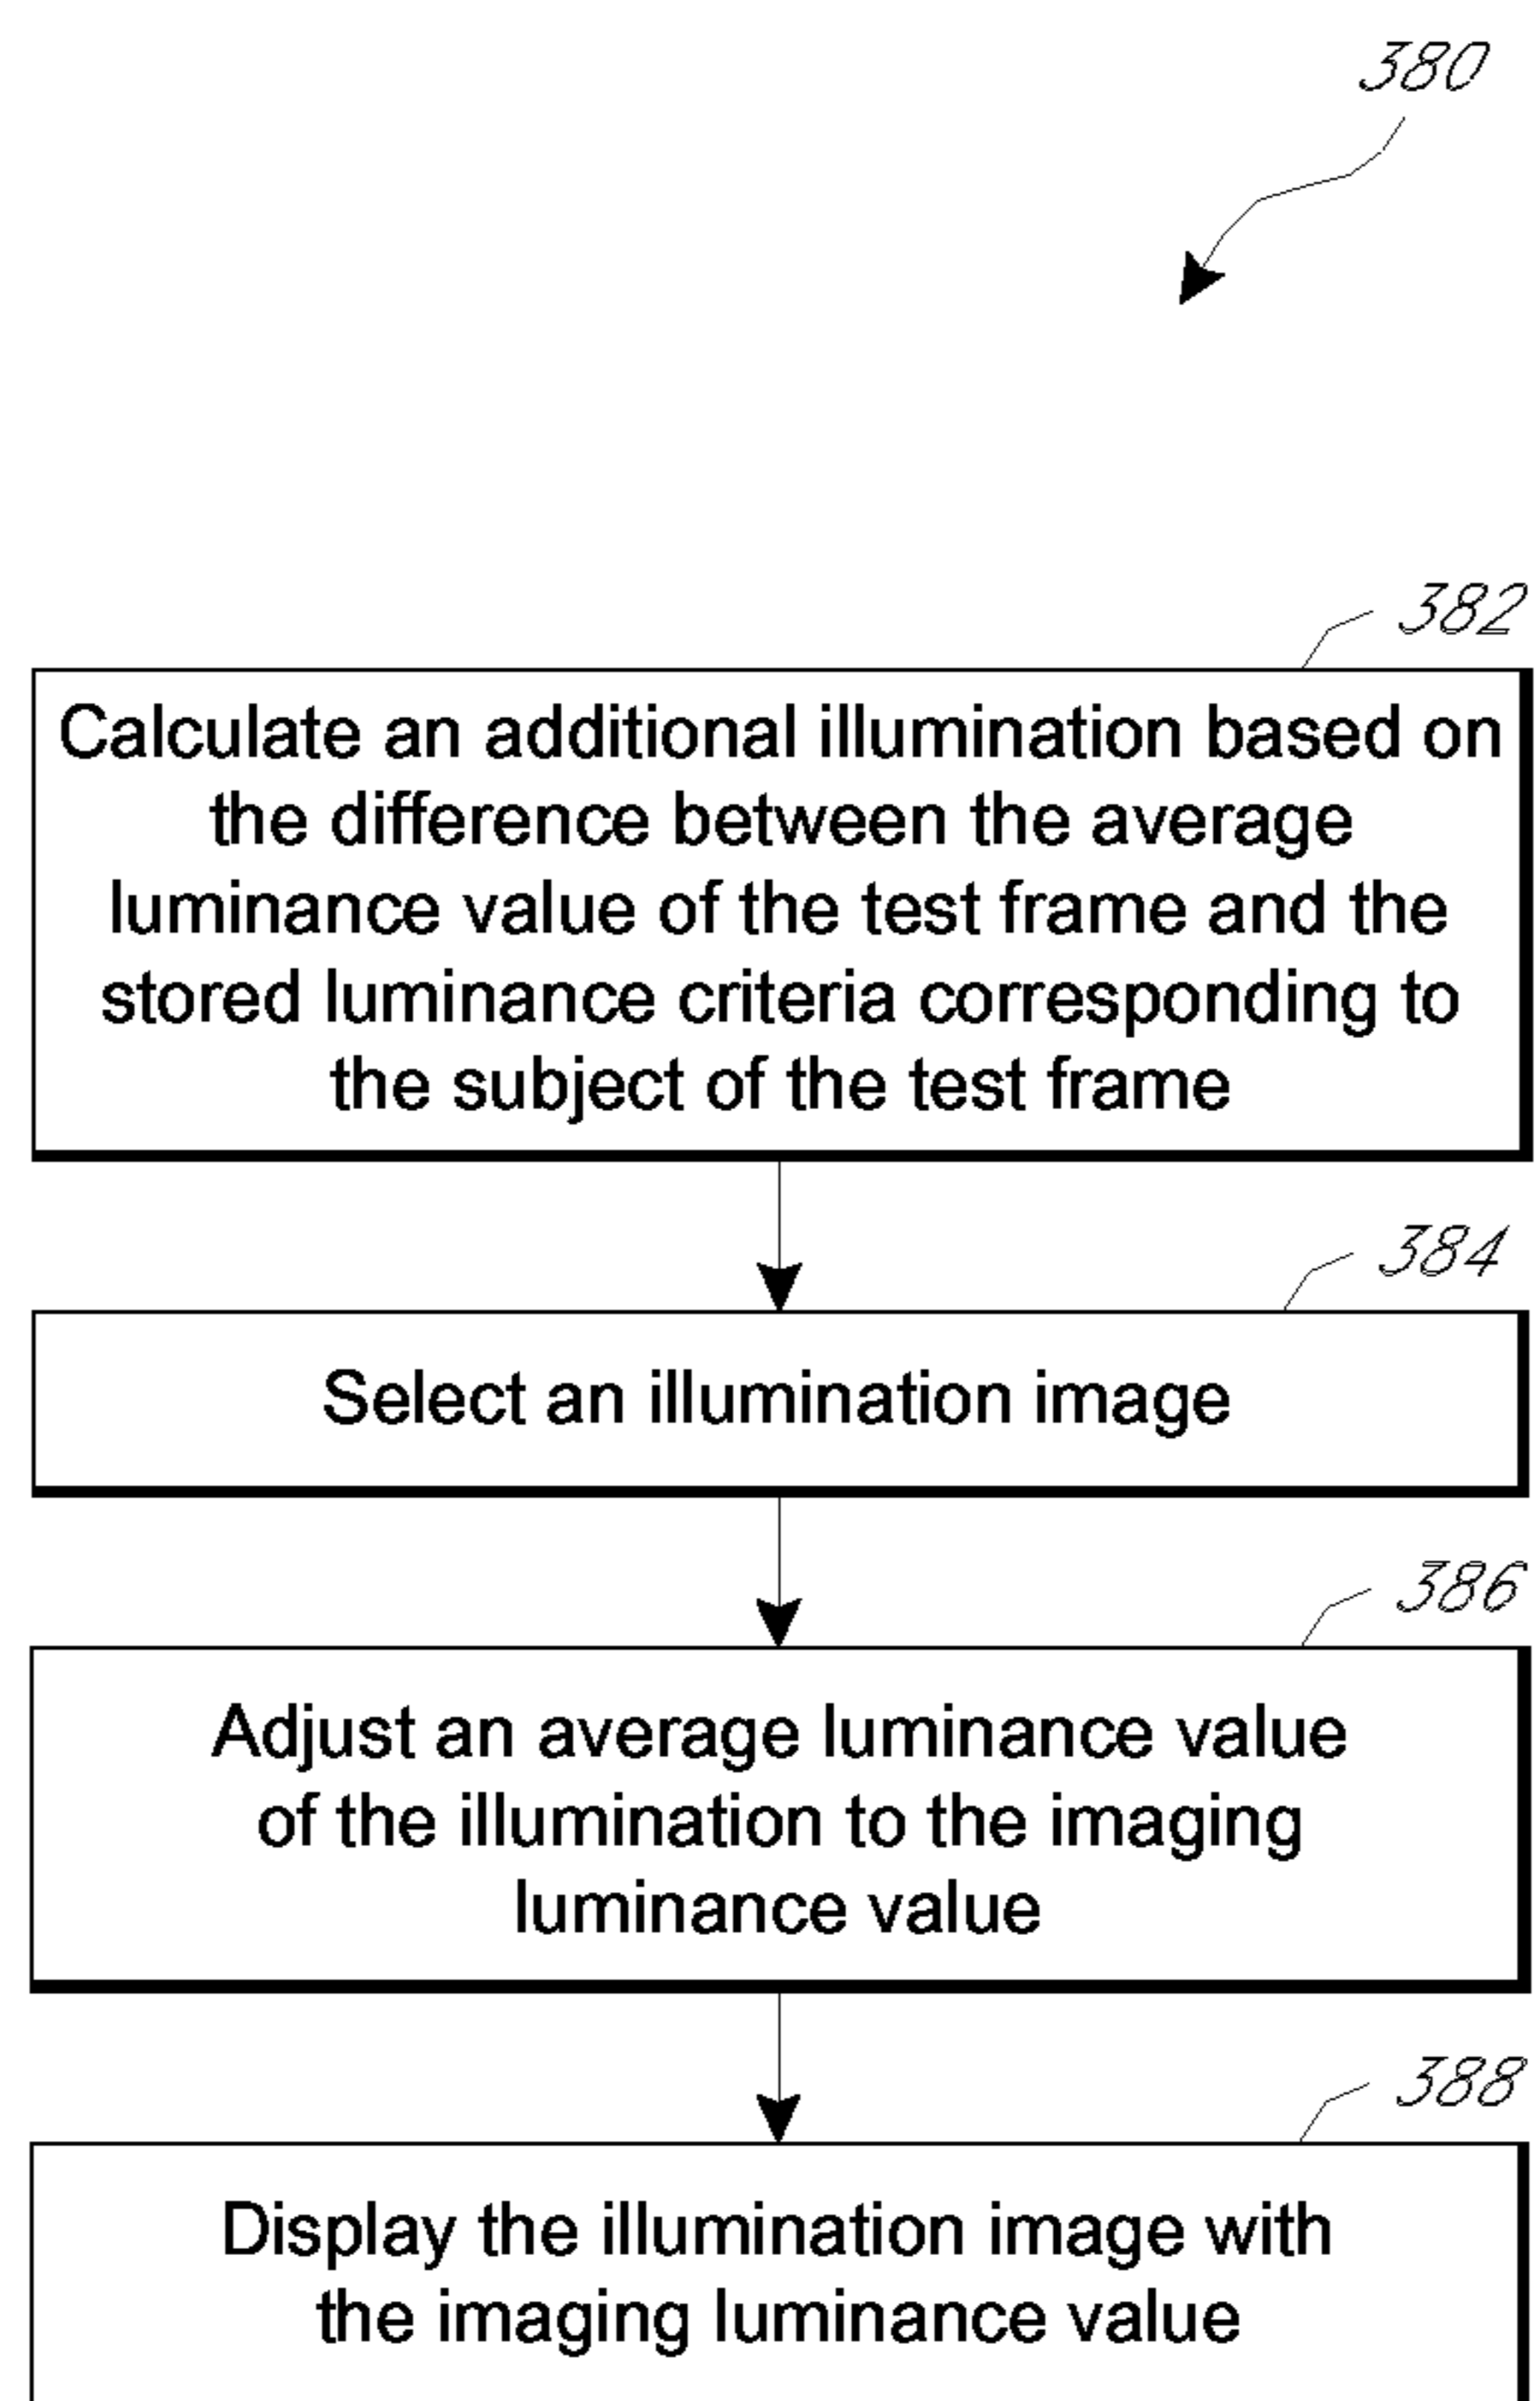 380
382
Calculate an additional illumination based on
the difference between the average
luminance value of the test frame and the
stored luminance criteria corresponding to
the subject of the test frame
384
Select an illumination image
386
Adjust an average luminance value
of the illumination to the imaging
luminance value
388
Display the illumination image with
the imaging luminance value